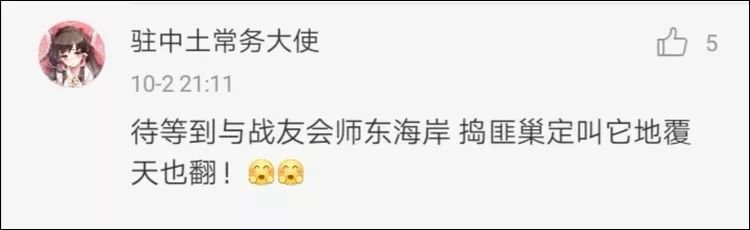 驻中土常务大使
5
10-2 21:11
待等到与战友会师东海岸 捣匪巢定叫它地覆
天也翻！🤗🤗